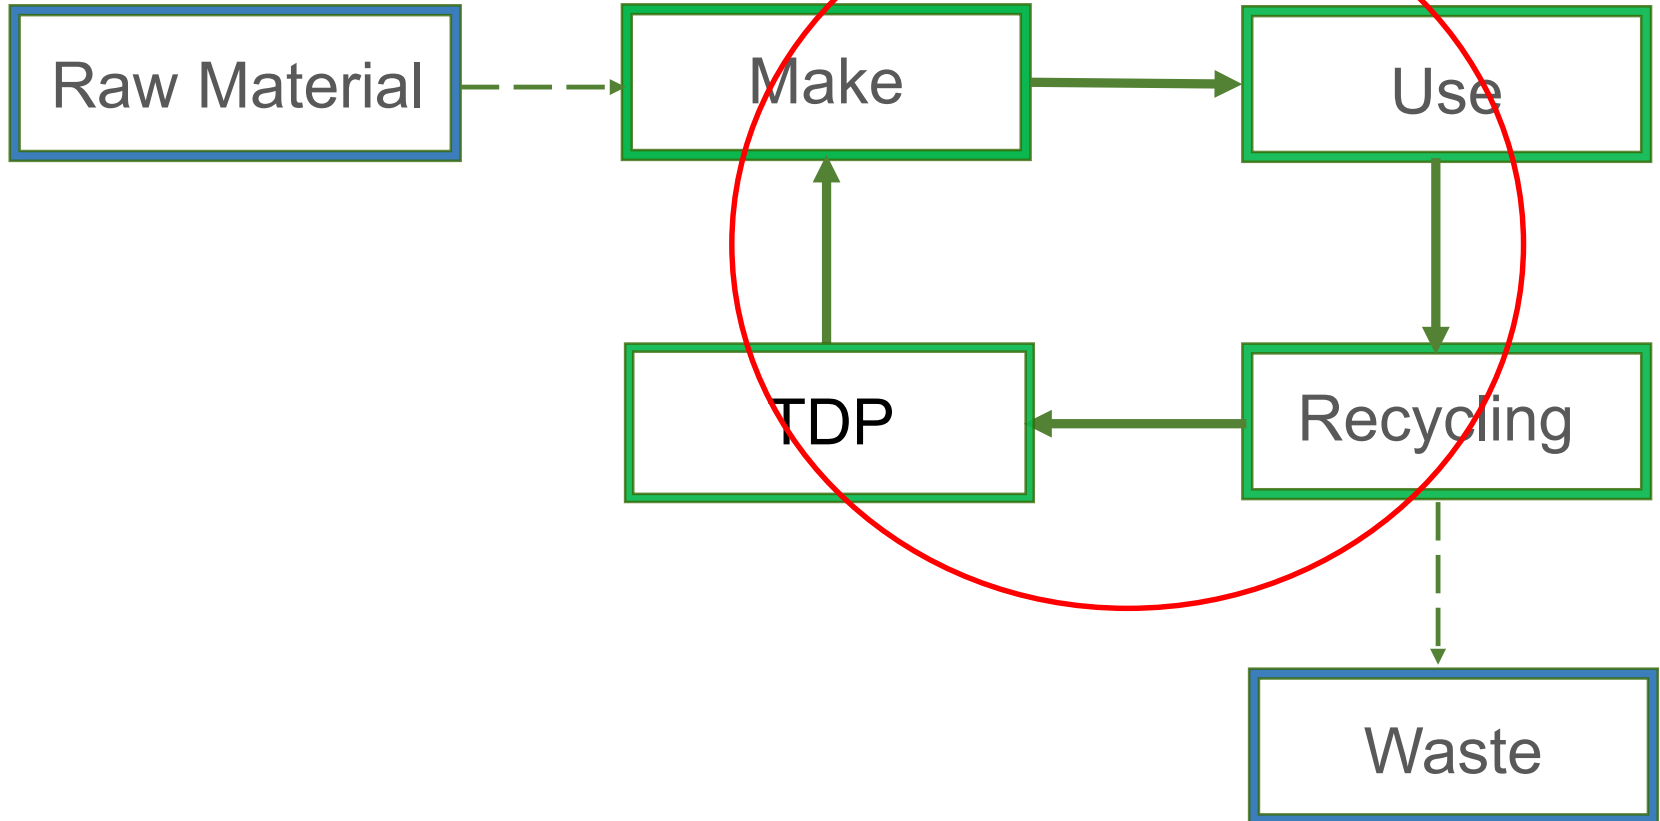 Raw Material
Make
Use
TDP
Recycling
Waste